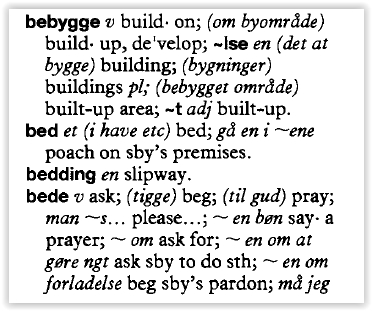 bebygge v build· on; (om byområde)
build· up, de'velop; ~lse en (det at
bygge) building; (bygninger)
buildings pl; (bebygget område)
built-up area; ~t adj built-up.
bed et (i have etc) bed; gå en i ~ene
poach on sby's premises.
bedding en slipway.
bede v ask; (tigge) beg; (til gud) pray;
man ~s... please...; ~ en bøn say· a
prayer; ~ om ask for; ~ en om at
gøre ngt ask sby to do sth; ~ en om
forladelse beg sby's pardon; må jeg